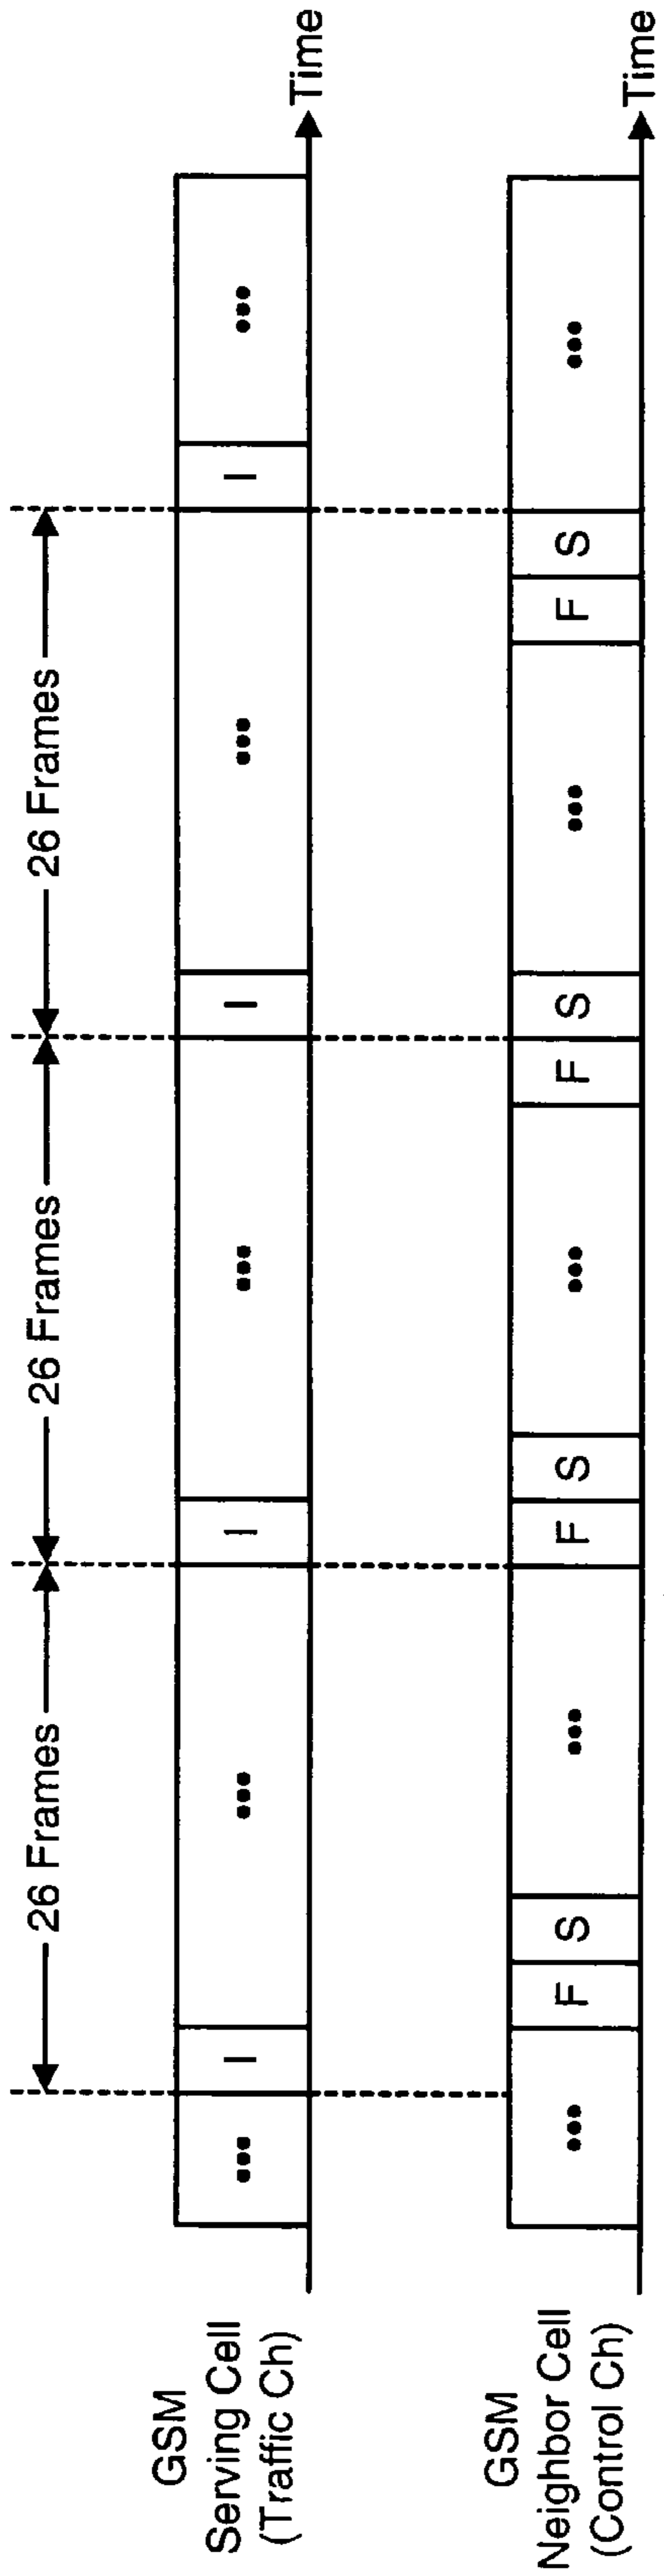 26 Frames 26 Frames 26 Frames
GSM
Serving Cell
(Traffic Ch)
••• I ••• I ••• I ••• I •••
Time
GSM
Neighbor Cell
(Control Ch)
••• F S ••• F S ••• F S ••• F S •••
Time